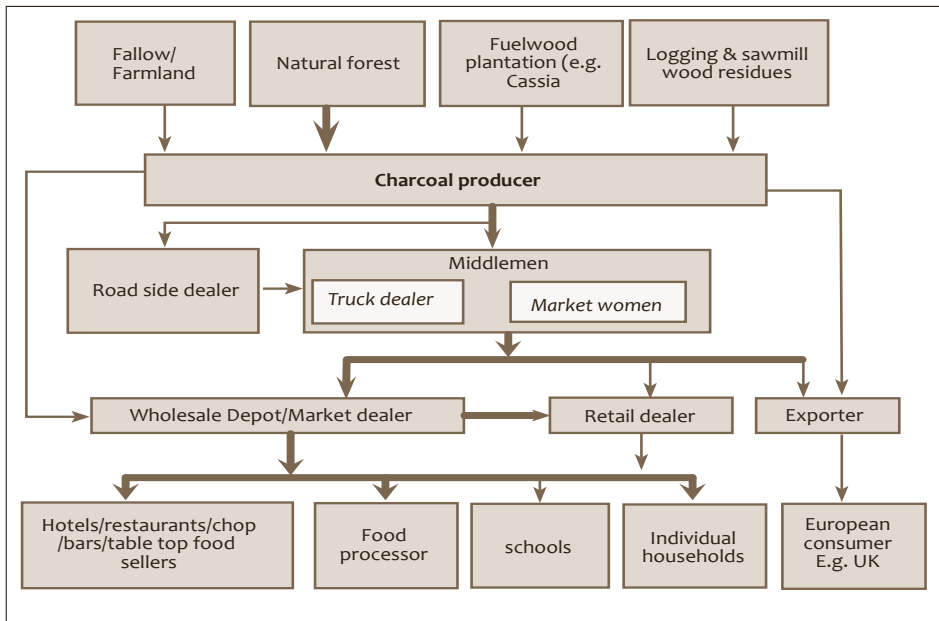 Fallow/
Farmland
Natural forest
Fuelwood
plantation (e.g.
Cassia
Logging & sawmill
wood residues
Charcoal producer
Road side dealer
Middlemen
Truck dealer
Market women
Wholesale Depot/Market dealer
Retail dealer
Exporter
Hotels/restaurants/chop
/bars/table top food
sellers
Food
processor
schools
Individual
households
European
consumer
E.g. UK